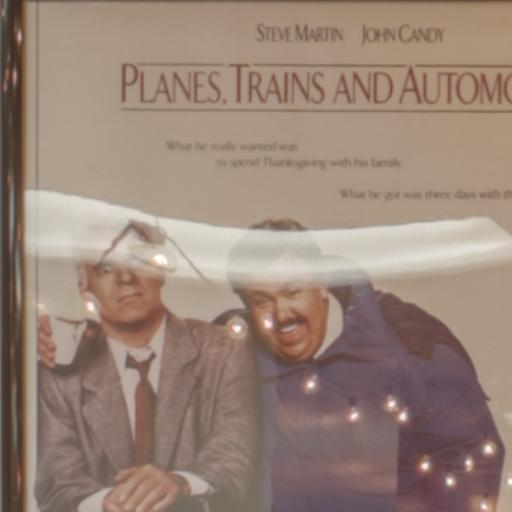 STEVE MARTIN JOHN CANDY
PLANES, TRAINS AND AUTOMO
What he really wanted was
to spend Thanksgiving with his family
What he got was three days with th